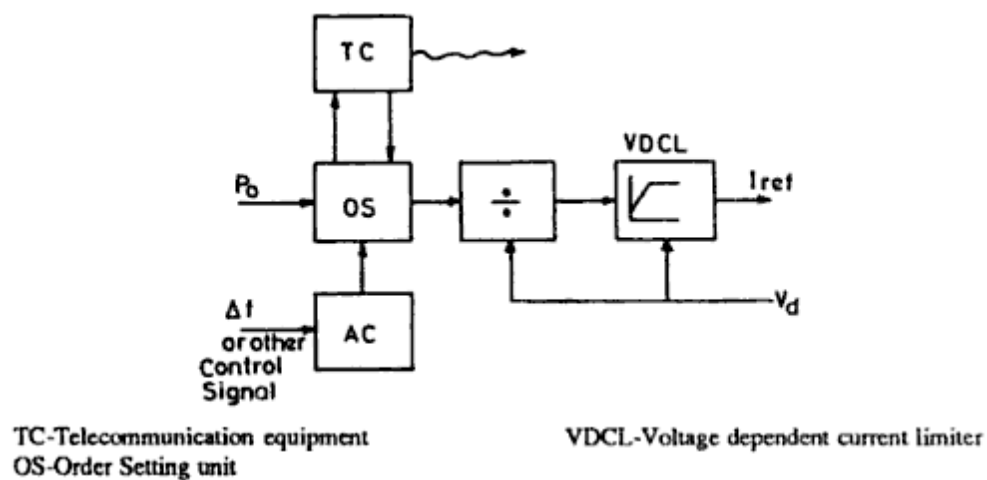 TC
VDCL
Po
OS
÷
Iref
Δf
or other
Control
Signal
AC
Vd
TC-Telecommunication equipment
VDCL-Voltage dependent current limiter
OS-Order Setting unit